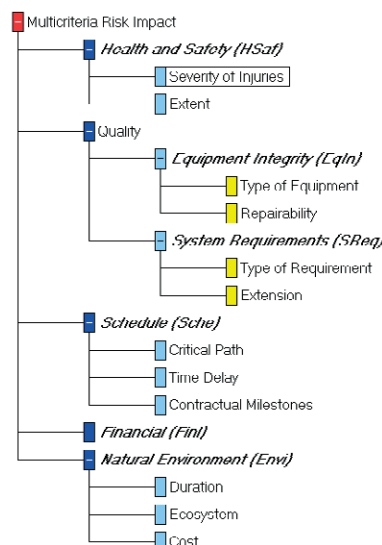 Multicriteria Risk Impact
Health and Safety (HSaf)
Severity of Injuries
Extent
Quality
Equipment Integrity (EqIn)
Type of Equipment
Repairability
System Requirements (SReq)
Type of Requirement
Extension
Schedule (Sche)
Critical Path
Time Delay
Contractual Milestones
Financial (FinI)
Natural Environment (Envi)
Duration
Ecosystem
Cost